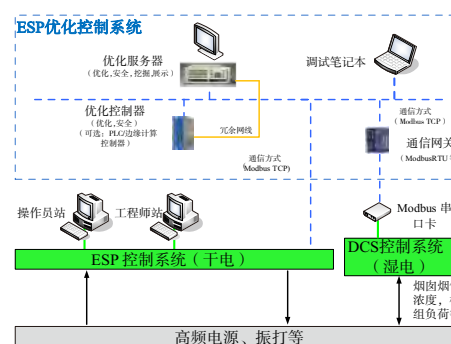 ESP优化控制系统
优化服务器
（优化,安全,挖掘,展示）
调试笔记本
优化控制器
（优化,安全）
（可选：PLC/边缘计算
控制器）
冗余网线
通信方式
（Modbus TCP）
通信网关
（ModbusRTU
通信方式
(Modbus TCP)
操作员站
工程师站
Modbus 串
口卡
ESP 控制系统（干电）
DCS控制系统
（湿电）
烟囱烟
浓度，
组负荷
高频电源、振打等